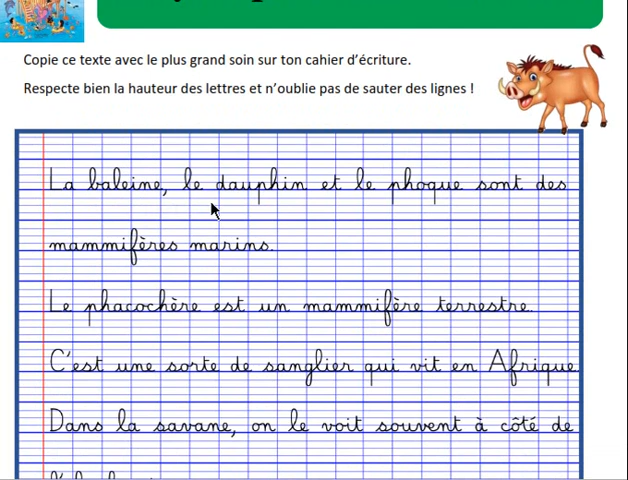 Copie ce texte avec le plus grand soin sur ton cahier d'écriture.
Respecte bien la hauteur des lettres et n'oublie pas de sauter des lignes !
La baleine, le dauphin et le phoque sont des
mammifères marins.
Le phacochère est un mammifère terrestre.
C'est une sorte de sanglier qui vit en Afrique.
Dans la savane, on le voit souvent à côté de